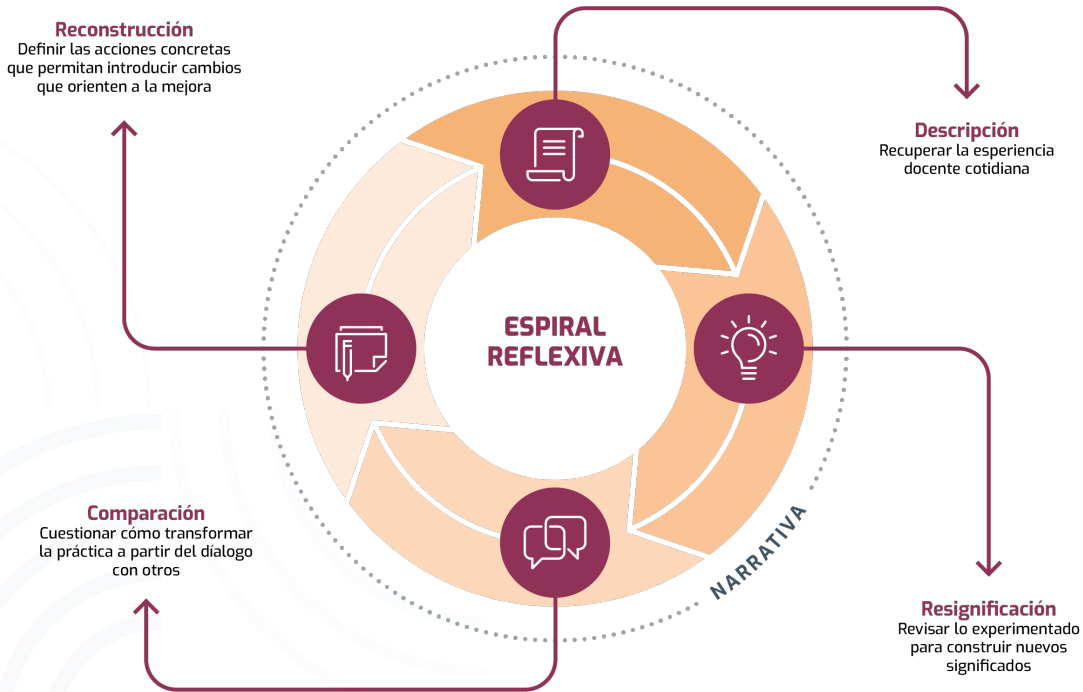 Reconstrucción
Definir las acciones concretas
que permitan introducir cambios
que orienten a la mejora
Descripción
Recuperar la esperiencia
docente cotidiana
ESPIRAL
REFLEXIVA
NARRATIVA
Comparación
Cuestionar cómo transformar
la práctica a partir del díalogo
con otros
Resignificación
Revisar lo experimentado
para construir nuevos
significados